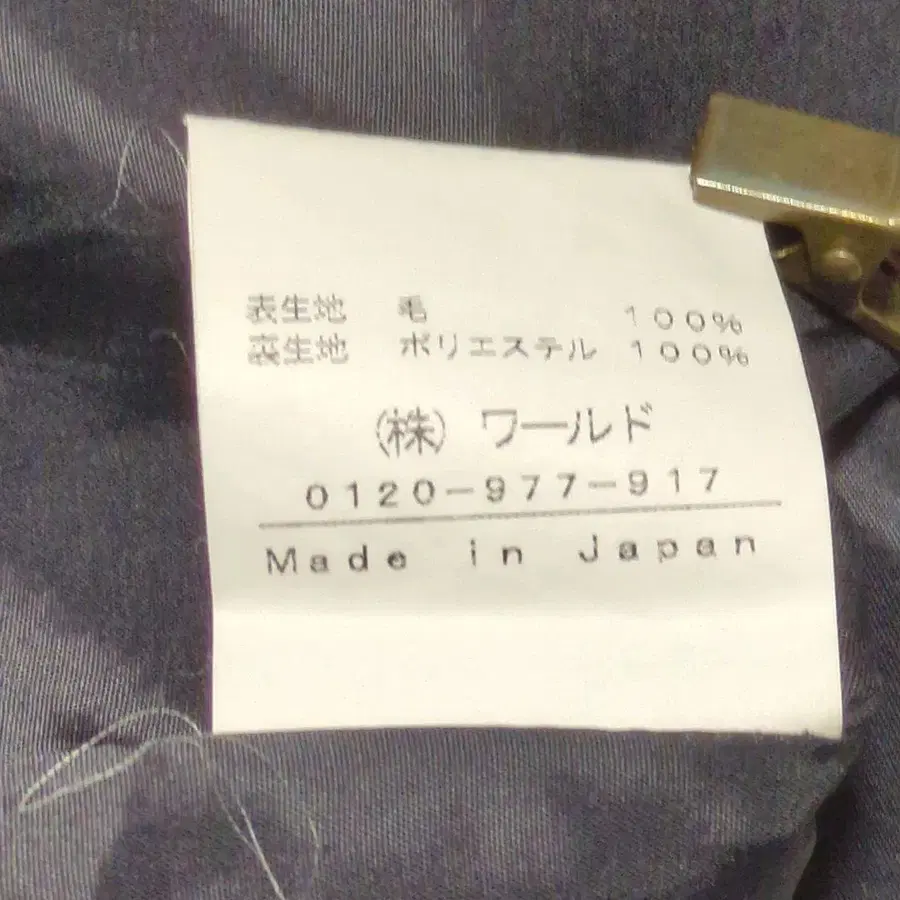 表生地 毛 100%
裏生地 ポリエステル 100%
(株) ワールド
0120-977-917
Made in Japan